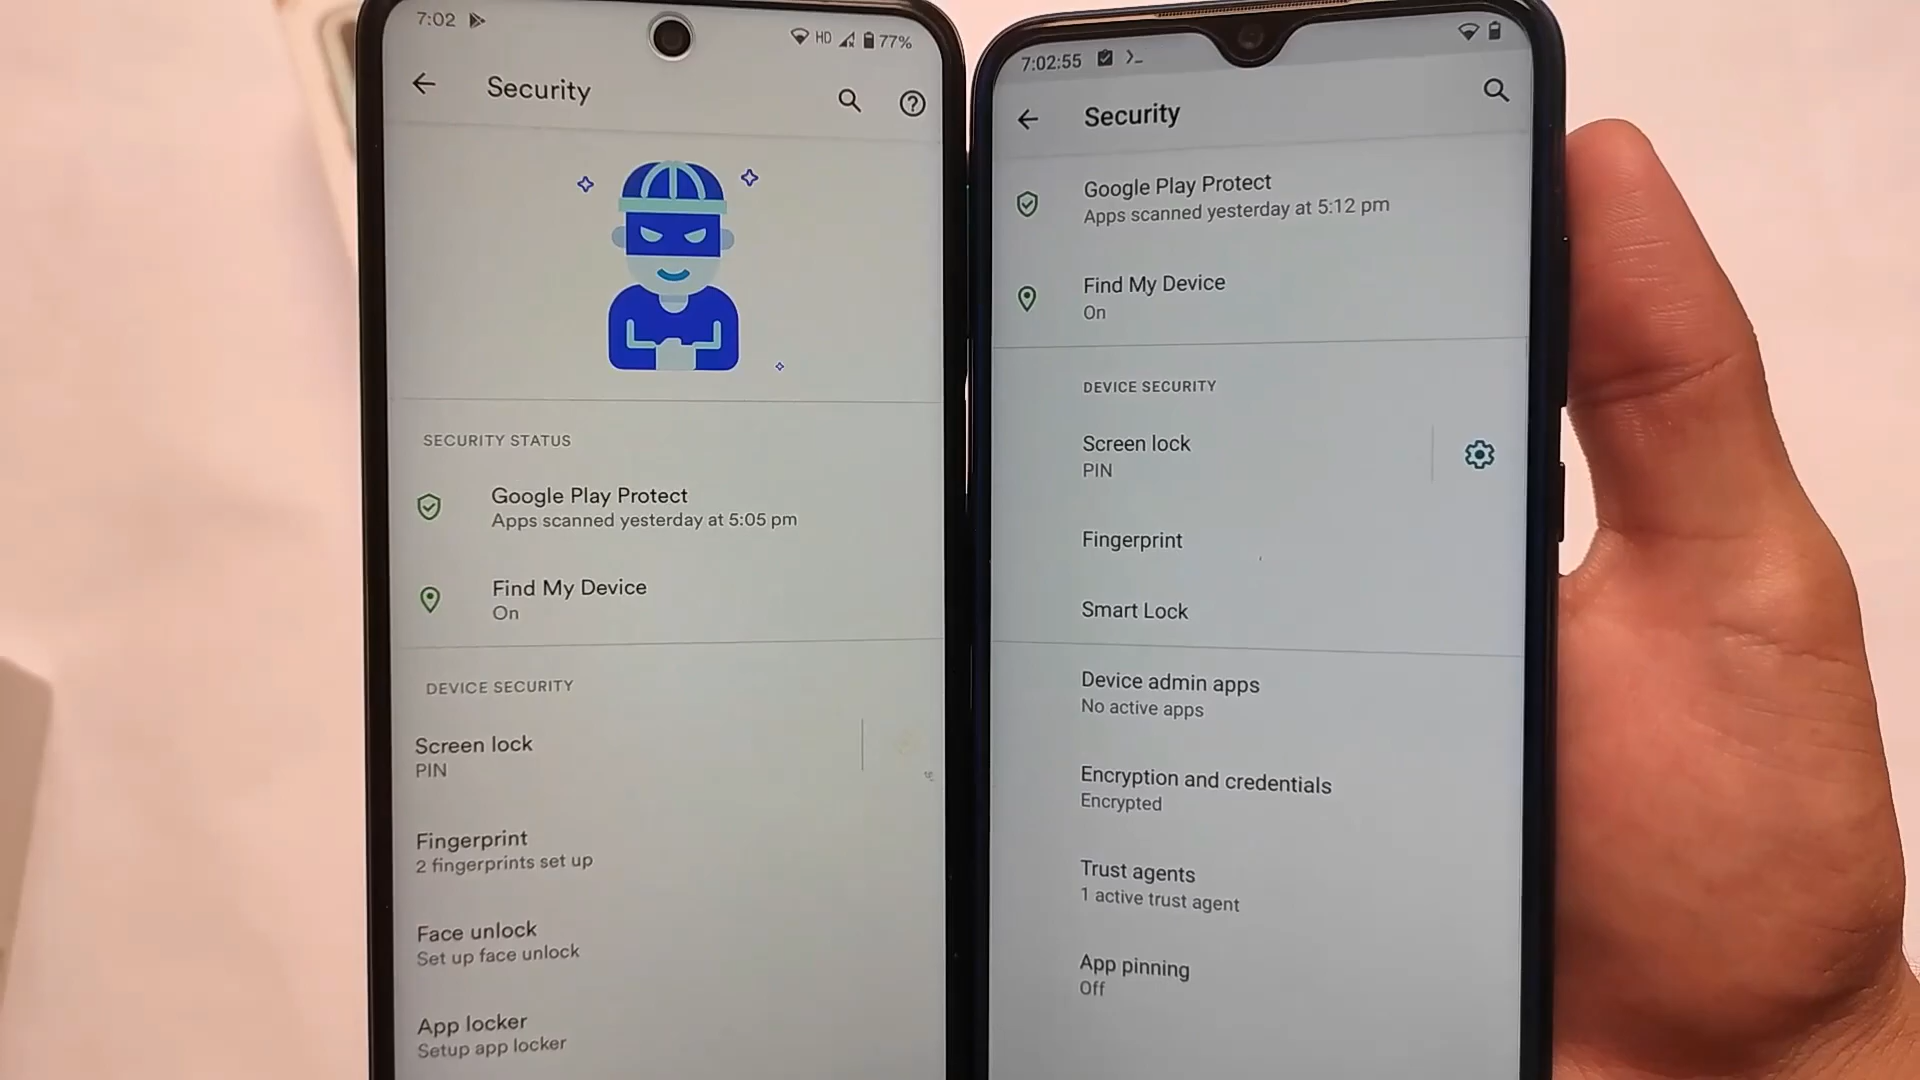 7:02
HD 77%
Security
SECURITY STATUS
Google Play Protect
Apps scanned yesterday at 5:05 pm
Find My Device
On
DEVICE SECURITY
Screen lock
PIN
Fingerprint
2 fingerprints set up
Face unlock
Set up face unlock
App locker
Setup app locker
7:02:55
Security
Google Play Protect
Apps scanned yesterday at 5:12 pm
Find My Device
On
DEVICE SECURITY
Screen lock
PIN
Fingerprint
Smart Lock
Device admin apps
No active apps
Encryption and credentials
Encrypted
Trust agents
1 active trust agent
App pinning
Off